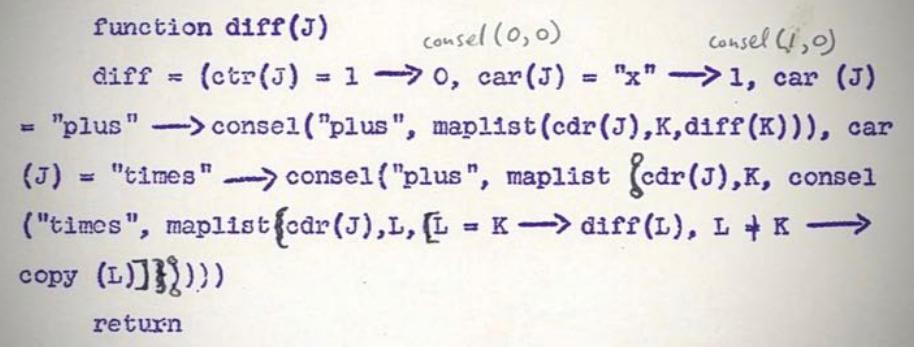 function diff(J)
consel(0,0) consel(1,0)
diff = (ctr(J) = 1 → 0, car(J) = "x" → 1, car (J)
= "plus" → consel("plus", maplist(cdr(J),K,diff(K))), car
(J) = "times" → consel("plus", maplist {cdr(J),K, consel
("times", maplist{cdr(J),L,[L = K → diff(L), L ≠ K →
copy (L)]}})))
return